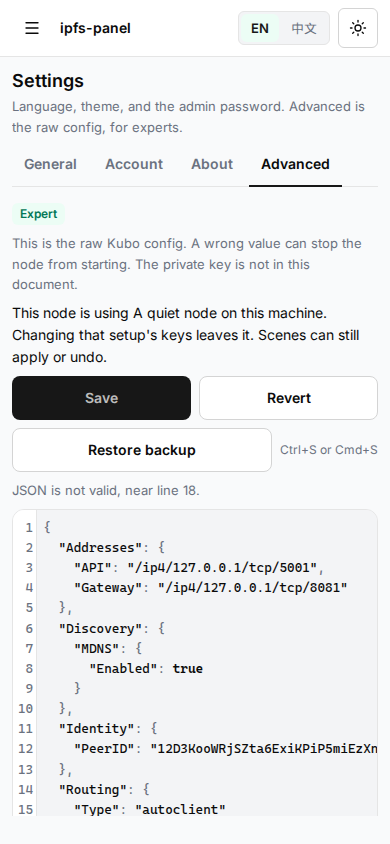 ipfs-panel
EN 中文
Settings
Language, theme, and the admin password. Advanced is
the raw config, for experts.
General Account About Advanced
Expert
This is the raw Kubo config. A wrong value can stop the
node from starting. The private key is not in this
document.
This node is using A quiet node on this machine.
Changing that setup's keys leaves it. Scenes can still
apply or undo.
Save Revert
Restore backup Ctrl+S or Cmd+S
JSON is not valid, near line 18.
1 {
2 "Addresses": {
3 "API": "/ip4/127.0.0.1/tcp/5001",
4 "Gateway": "/ip4/127.0.0.1/tcp/8081"
5 },
6 "Discovery": {
7 "MDNS": {
8 "Enabled": true
9 }
10 },
11 "Identity": {
12 "PeerID": "12D3KooWRjSZta6ExiKPiP5miEzXn
13 },
14 "Routing": {
15 "Type": "autoclient"